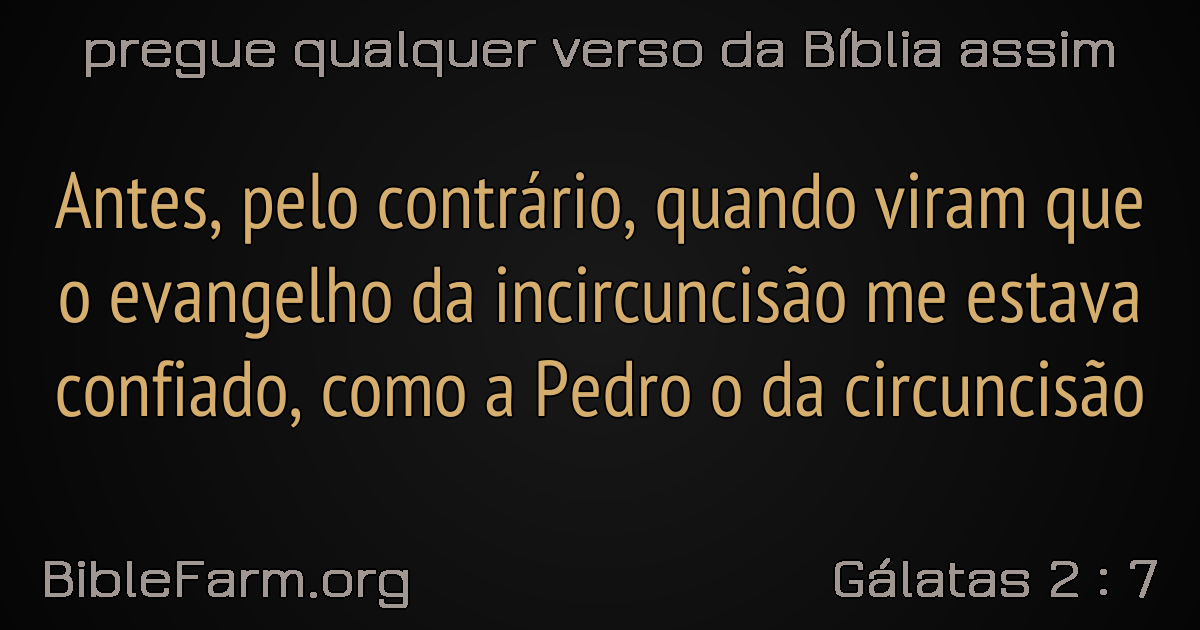 pregue qualquer verso da Bíblia assim
Antes, pelo contrário, quando viram que
o evangelho da incircuncisão me estava
confiado, como a Pedro o da circuncisão
BibleFarm.org
Gálatas 2 : 7